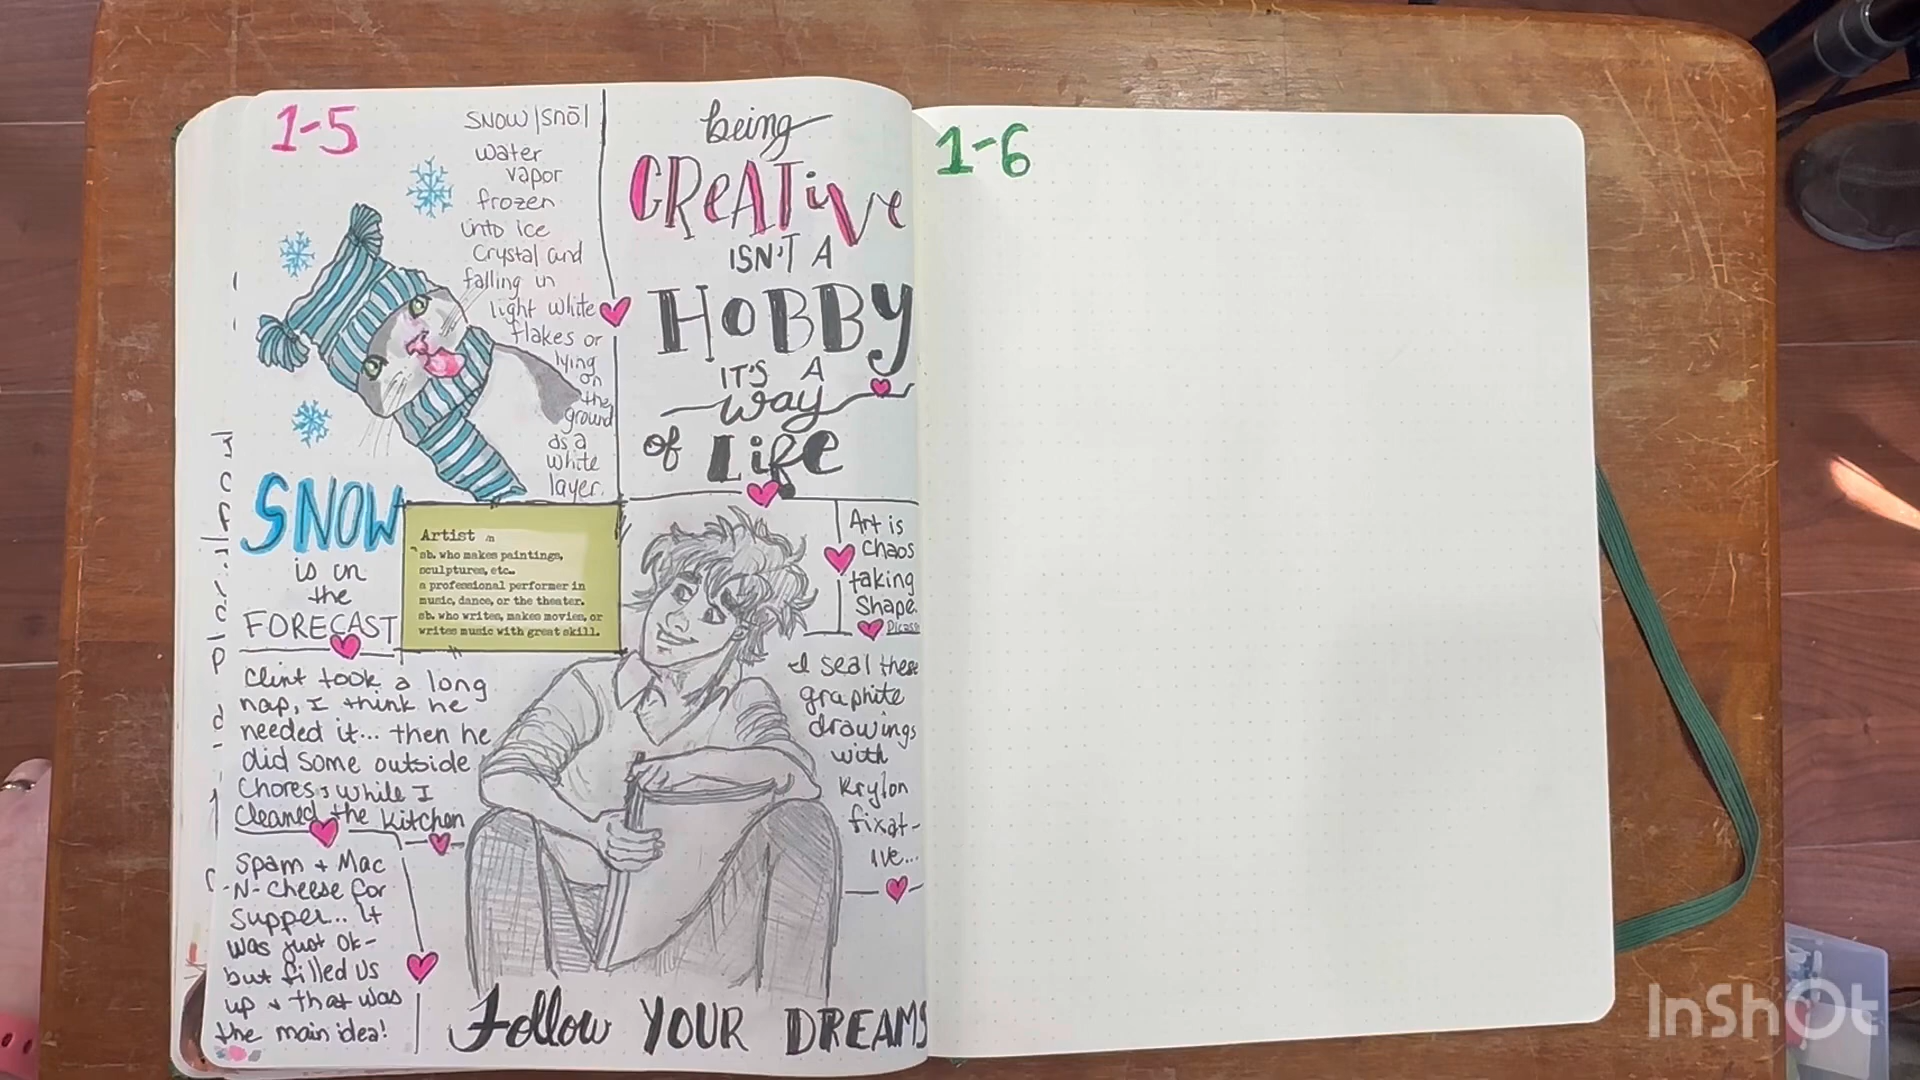 1-5
SNOW |snō|
water
vapor
frozen
into ice
Crystal and
falling in
light white
flakes or
lying
on
the
ground
as a
white
layer.
SNOW
is in
the
FORECAST
Clint took a long
nap, I think he
needed it... then he
did some outside
Chores, while I
Cleaned the kitchen
Spam + Mac
-N- Cheese for
Supper... It
was just ok-
but filled us
up + that was
the main idea!
being
CREATIVE
ISN'T A
HOBBY
IT'S A
way
of Life
Artist n
sb. who makes paintings,
sculptures, etc..
a professional performer in
music, dance, or the theater.
sb. who writes, makes movies, or
writes music with great skill.
Art is
Chaos
taking
Shape.
Picasso
I seal these
graphite
drawings
with
Krylon
fixat-
ive...
Follow YOUR DREAMS
1-6
InShOt